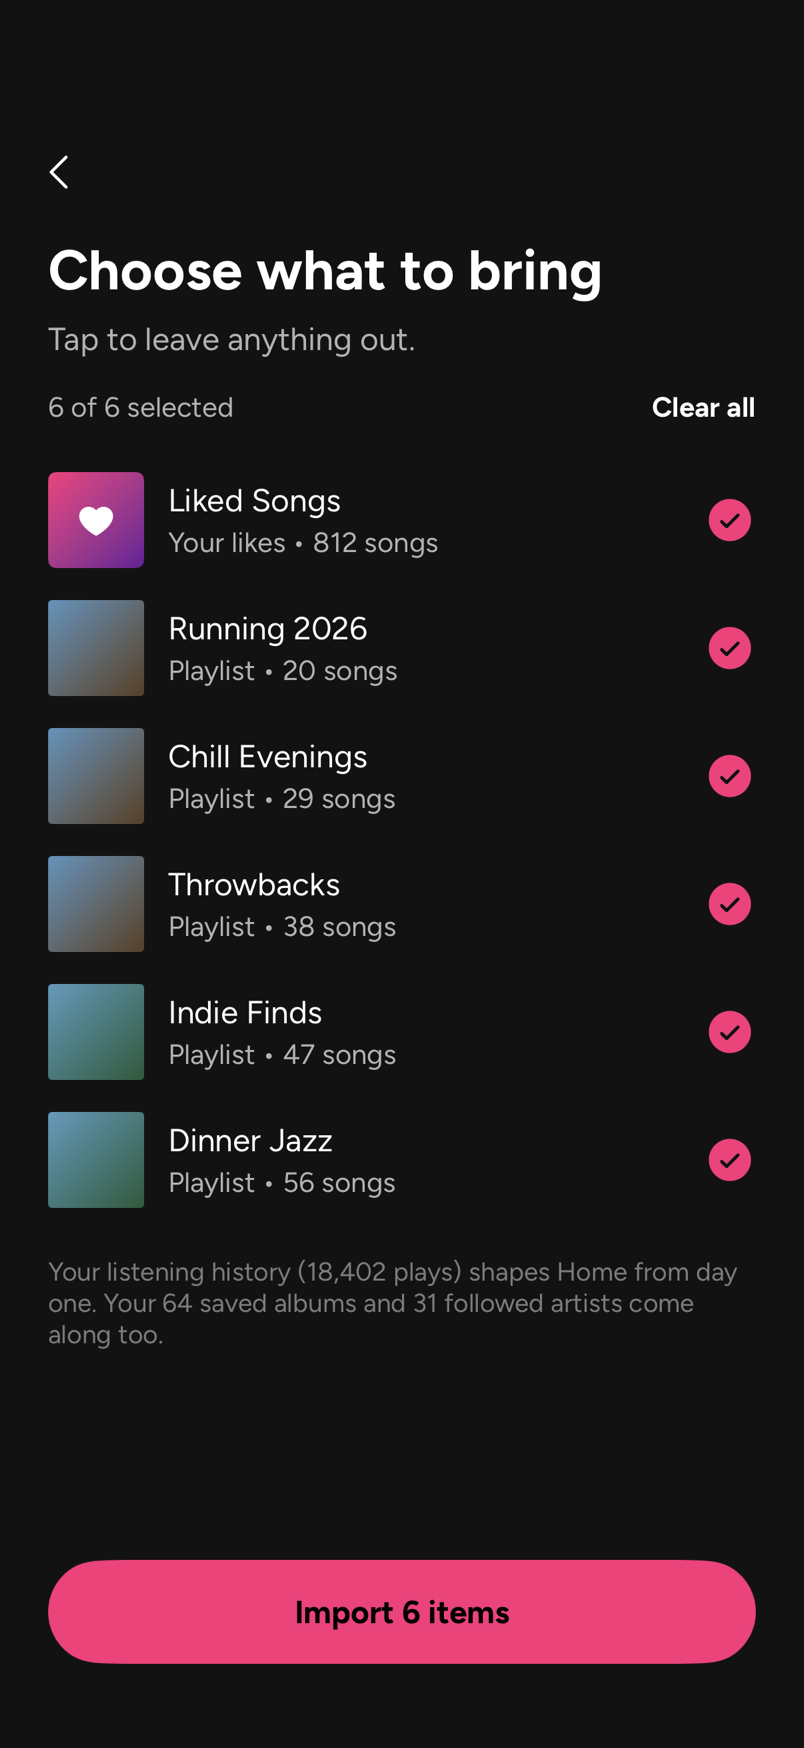 Choose what to bring
Tap to leave anything out.
6 of 6 selected
Clear all
Liked Songs
Your likes • 812 songs
Running 2026
Playlist • 20 songs
Chill Evenings
Playlist • 29 songs
Throwbacks
Playlist • 38 songs
Indie Finds
Playlist • 47 songs
Dinner Jazz
Playlist • 56 songs
Your listening history (18,402 plays) shapes Home from day
one. Your 64 saved albums and 31 followed artists come
along too.
Import 6 items